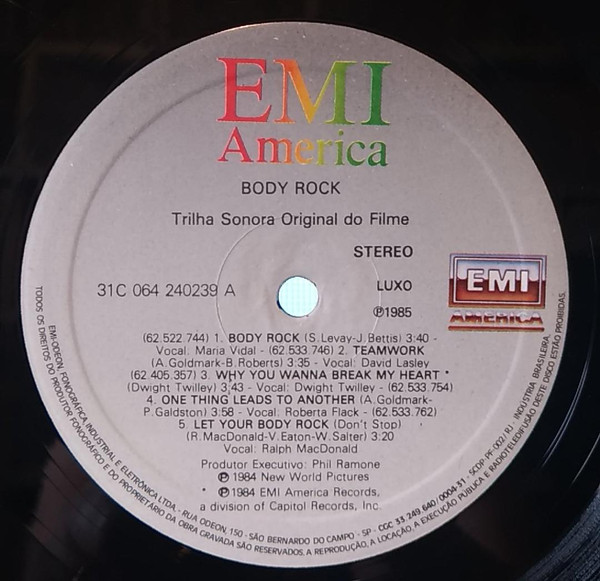 EMI
America
BODY ROCK
Trilha Sonora Original do Filme
STEREO
31C 064 240239 A
LUXO
℗1985
EMI
AMERICA
(62.522.744) 1. BODY ROCK (S.Levay-J.Bettis) 3:40 -
Vocal: Maria Vidal - (62.533.746) 2. TEAMWORK
(A.Goldmark-B.Roberts) 3:35 - Vocal: David Lasley
(62.405.357) 3. WHY YOU WANNA BREAK MY HEART *
(Dwight Twilley) 3,43 - Vocal: Dwight Twilley - (62.533.754)
4. ONE THING LEADS TO ANOTHER (A.Goldmark-
P.Galdston) 3:58 - Vocal: Roberta Flack - (62.533.762)
5. LET YOUR BODY ROCK (Don't Stop)
(R.MacDonald-V.Eaton-W.Salter) 3:20
Vocal: Ralph MacDonald
Produtor Executivo: Phil Ramone
℗ 1984 New World Pictures
* ℗ 1984 EMI America Records,
a division of Capitol Records, Inc.
EMI-ODEON, FONOGRÁFICA INDUSTRIAL E ELETRÔNICA LTDA. - RUA ODEON, 150 - SÃO BERNARDO DO CAMPO - SP - CGC 33.249.640/0004-31 - SCDP-PF-002/RJ - INDÚSTRIA BRASILEIRA
TODOS OS DIREITOS DO PRODUTOR FONOGRÁFICO E DO PROPRIETÁRIO DA OBRA GRAVADA SÃO RESERVADOS. A REPRODUÇÃO, A LOCAÇÃO, A EXECUÇÃO PÚBLICA E RADIOTELEDIFUSÃO DESTE DISCO ESTÃO PROIBIDAS.